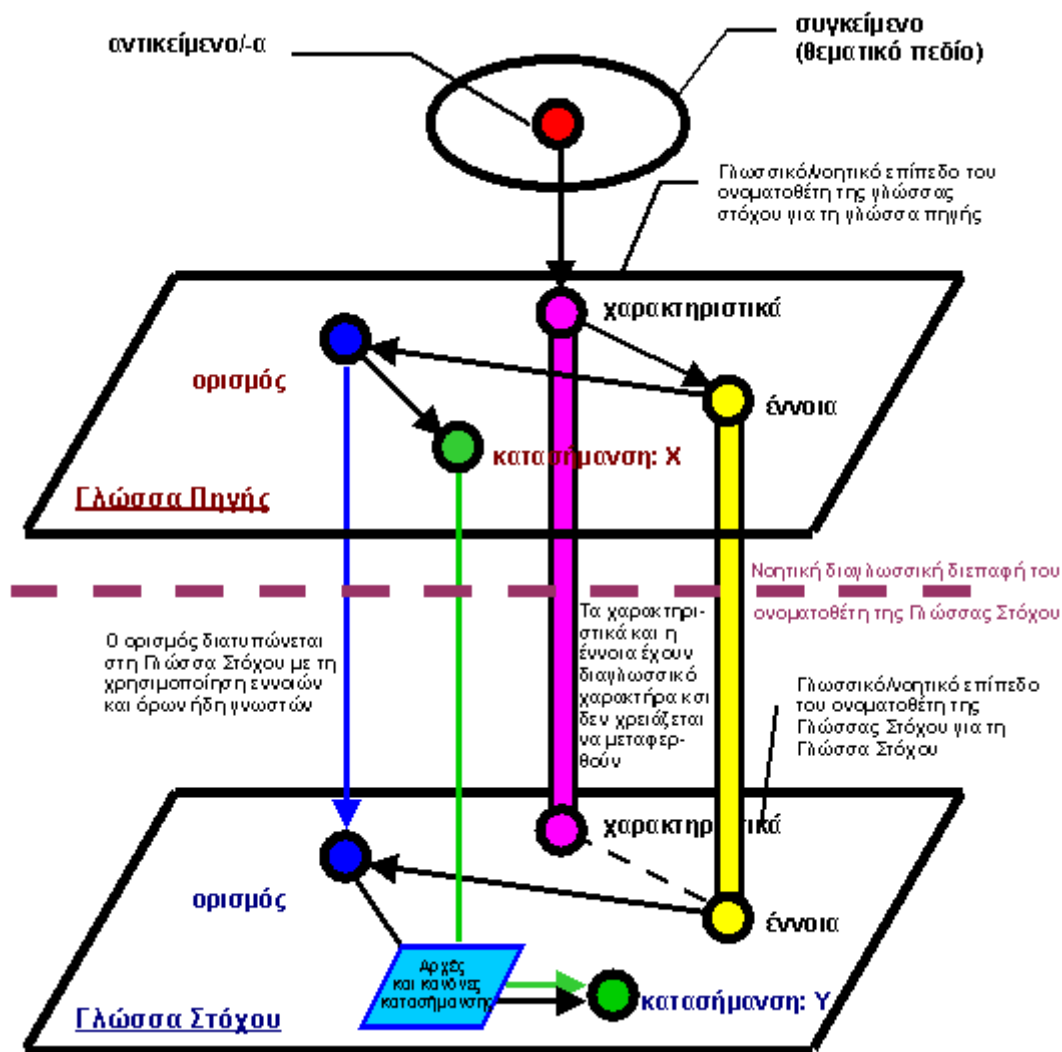 αντικείμενο/-α
συγκείμενο
(θεματικό πεδίο)
Γλωσσικό/νοητικό επίπεδο του
ονοματοθέτη της γλώσσας
στόχου για τη γλώσσα πηγής
χαρακτηριστικά
ορισμός
έννοια
κατασήμανση: Χ
Γλώσσα Πηγής
Νοητική διαγλωσσική διεπαφή του
ονοματοθέτη της Γλώσσας Στόχου
Ο ορισμός διατυπώνεται
στη Γλώσσα Στόχου με τη
χρησιμοποίηση εννοιών
και όρων ήδη γνωστών
Τα χαρακτηρι-
στικά και η
έννοια έχουν
διαγλωσσικό
χαρακτήρα κσι
δεν χρειάζεται
να μεταφερ-
θούν
Γλωσσικό/νοητικό επίπεδο
του ονοματοθέτη της
Γλώσσας Στόχου για τη
Γλώσσα Στόχου
χαρακτηριστικά
ορισμός
έννοια
Αρχές
και κανόνες
κατασήμανσης
κατασήμανση: Υ
Γλώσσα Στόχου